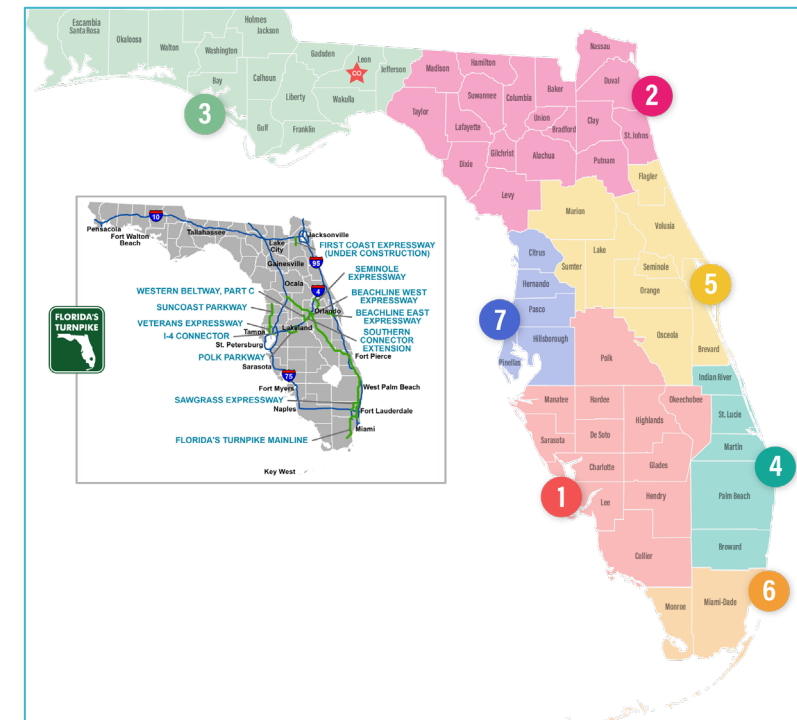 Escambia
Santa Rosa
Okaloosa
Walton
Holmes
Jackson
Washington
Bay
Calhoun
Gulf
Liberty
Franklin
Gadsden
Leon
CO
Wakulla
Jefferson
3
Madison
Hamilton
Taylor
Suwannee
Lafayette
Columbia
Dixie
Gilchrist
Levy
Baker
Union
Bradford
Alachua
Nassau
Duval
Clay
St. Johns
Putnam
2
Flagler
Marion
Volusia
Sumter
Lake
Seminole
Orange
Osceola
Brevard
5
Citrus
Hernando
Pasco
Hillsborough
Pinellas
7
Polk
Manatee
Hardee
Highlands
Okeechobee
Sarasota
De Soto
Charlotte
Glades
Lee
Hendry
Collier
1
Indian River
St. Lucie
Martin
Palm Beach
Broward
4
Monroe
Miami-Dade
6
FLORIDA'S
TURNPIKE
10
Pensacola
Fort Walton
Beach
Tallahassee
Lake
City
Jacksonville
FIRST COAST EXPRESSWAY
(UNDER CONSTRUCTION)
95
Gainesville
SEMINOLE
EXPRESSWAY
Ocala
4
WESTERN BELTWAY, PART C
BEACHLINE WEST
EXPRESSWAY
SUNCOAST PARKWAY
Orlando
BEACHLINE EAST
EXPRESSWAY
VETERANS EXPRESSWAY
Lakeland
Tampa
I-4 CONNECTOR
SOUTHERN
CONNECTOR
EXTENSION
St. Petersburg
POLK PARKWAY
Fort Pierce
Sarasota
75
Fort Myers
West Palm Beach
SAWGRASS EXPRESSWAY
Naples
Fort Lauderdale
Miami
FLORIDA'S TURNPIKE MAINLINE
Key West